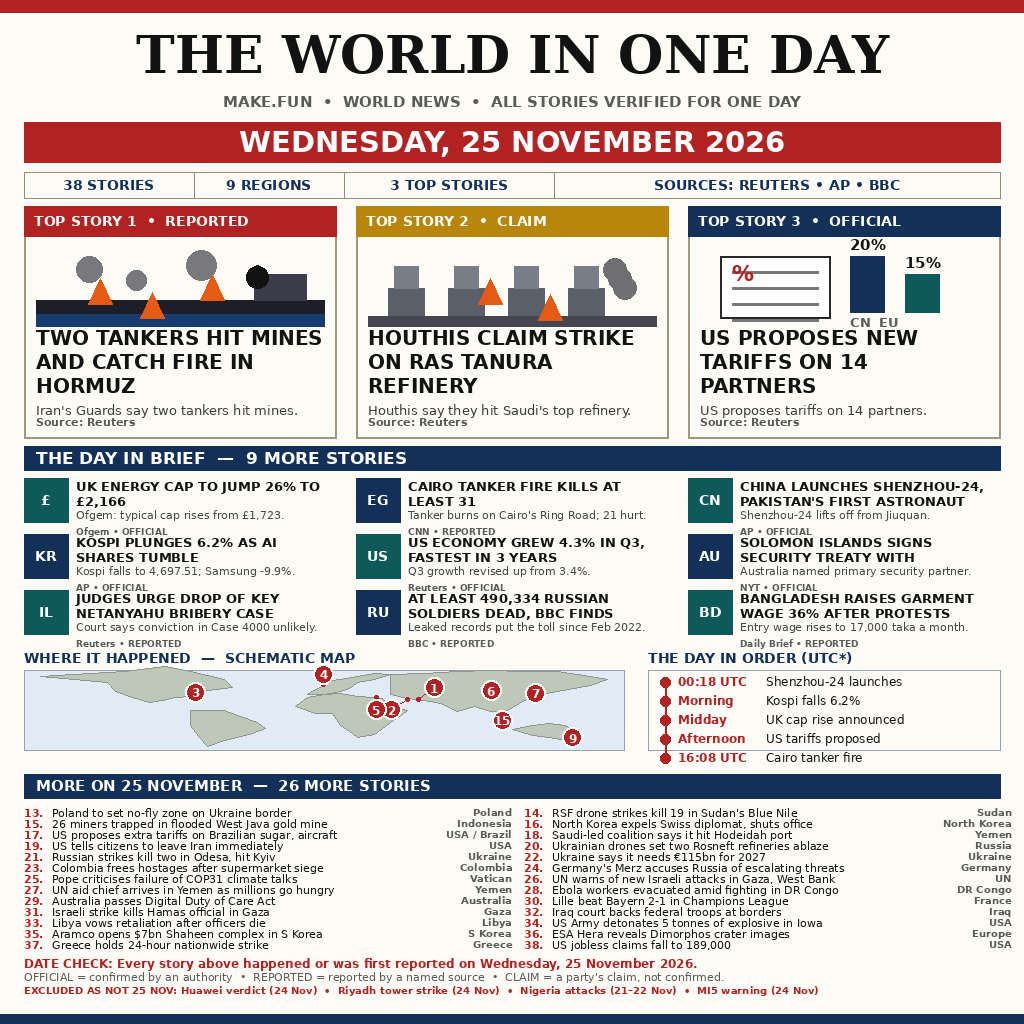 THE WORLD IN ONE DAY
MAKE.FUN • WORLD NEWS • ALL STORIES VERIFIED FOR ONE DAY
WEDNESDAY, 25 NOVEMBER 2026
38 STORIES
9 REGIONS
3 TOP STORIES
SOURCES: REUTERS • AP • BBC
TOP STORY 1 • REPORTED
TWO TANKERS HIT MINES
AND CATCH FIRE IN
HORMUZ
Iran's Guards say two tankers hit mines.
Source: Reuters
TOP STORY 2 • CLAIM
HOUTHIS CLAIM STRIKE
ON RAS TANURA
REFINERY
Houthis say they hit Saudi's top refinery.
Source: Reuters
TOP STORY 3 • OFFICIAL
%
20%
15%
CN EU
US PROPOSES NEW
TARIFFS ON 14
PARTNERS
US proposes tariffs on 14 partners.
Source: Reuters
THE DAY IN BRIEF — 9 MORE STORIES
£
UK ENERGY CAP TO JUMP 26% TO
£2,166
Ofgem: typical cap rises from £1,723.
Ofgem • OFFICIAL
EG
CAIRO TANKER FIRE KILLS AT
LEAST 31
Tanker burns on Cairo's Ring Road; 21 hurt.
CNN • REPORTED
CN
CHINA LAUNCHES SHENZHOU-24,
PAKISTAN'S FIRST ASTRONAUT
Shenzhou-24 lifts off from Jiuquan.
AP • OFFICIAL
KR
KOSPI PLUNGES 6.2% AS AI
SHARES TUMBLE
Kospi falls to 4,697.51; Samsung -9.9%.
AP • OFFICIAL
US
US ECONOMY GREW 4.3% IN Q3,
FASTEST IN 3 YEARS
Q3 growth revised up from 3.4%.
Reuters • OFFICIAL
AU
SOLOMON ISLANDS SIGNS
SECURITY TREATY WITH
Australia named primary security partner.
NYT • OFFICIAL
IL
JUDGES URGE DROP OF KEY
NETANYAHU BRIBERY CASE
Court says conviction in Case 4000 unlikely.
Reuters • REPORTED
RU
AT LEAST 490,334 RUSSIAN
SOLDIERS DEAD, BBC FINDS
Leaked records put the toll since Feb 2022.
BBC • REPORTED
BD
BANGLADESH RAISES GARMENT
WAGE 36% AFTER PROTESTS
Entry wage rises to 17,000 taka a month.
Daily Brief • REPORTED
WHERE IT HAPPENED — SCHEMATIC MAP
4
3
1
6
7
5
2
15
9
THE DAY IN ORDER (UTC*)
00:18 UTC Shenzhou-24 launches
Morning Kospi falls 6.2%
Midday UK cap rise announced
Afternoon US tariffs proposed
16:08 UTC Cairo tanker fire
MORE ON 25 NOVEMBER — 26 MORE STORIES
13. Poland to set no-fly zone on Ukraine border Poland
14. RSF drone strikes kill 19 in Sudan's Blue Nile Sudan
15. 26 miners trapped in flooded West Java gold mine Indonesia
16. North Korea expels Swiss diplomat, shuts office North Korea
17. US proposes extra tariffs on Brazilian sugar, aircraft USA / Brazil
18. Saudi-led coalition says it hit Hodeidah port Yemen
19. US tells citizens to leave Iran immediately USA
20. Ukrainian drones set two Rosneft refineries ablaze Russia
21. Russian strikes kill two in Odesa, hit Kyiv Ukraine
22. Ukraine says it needs €115bn for 2027 Ukraine
23. Colombia frees hostages after supermarket siege Colombia
24. Germany's Merz accuses Russia of escalating threats Germany
25. Pope criticises failure of COP31 climate talks Vatican
26. UN warns of new Israeli attacks in Gaza, West Bank UN
27. UN aid chief arrives in Yemen as millions go hungry Yemen
28. Ebola workers evacuated amid fighting in DR Congo DR Congo
29. Australia passes Digital Duty of Care Act Australia
30. Lille beat Bayern 2-1 in Champions League France
31. Israeli strike kills Hamas official in Gaza Gaza
32. Iraq court backs federal troops at borders Iraq
33. Libya vows retaliation after officers die Libya
34. US Army detonates 5 tonnes of explosive in Iowa USA
35. Aramco opens $7bn Shaheen complex in S Korea S Korea
36. ESA Hera reveals Dimorphos crater images Europe
37. Greece holds 24-hour nationwide strike Greece
38. US jobless claims fall to 189,000 USA
DATE CHECK: Every story above happened or was first reported on Wednesday, 25 November 2026.
OFFICIAL = confirmed by an authority • REPORTED = reported by a named source • CLAIM = a party's claim, not confirmed.
EXCLUDED AS NOT 25 NOV: Huawei verdict (24 Nov) • Riyadh tower strike (24 Nov) • Nigeria attacks (21–22 Nov) • MI5 warning (24 Nov)